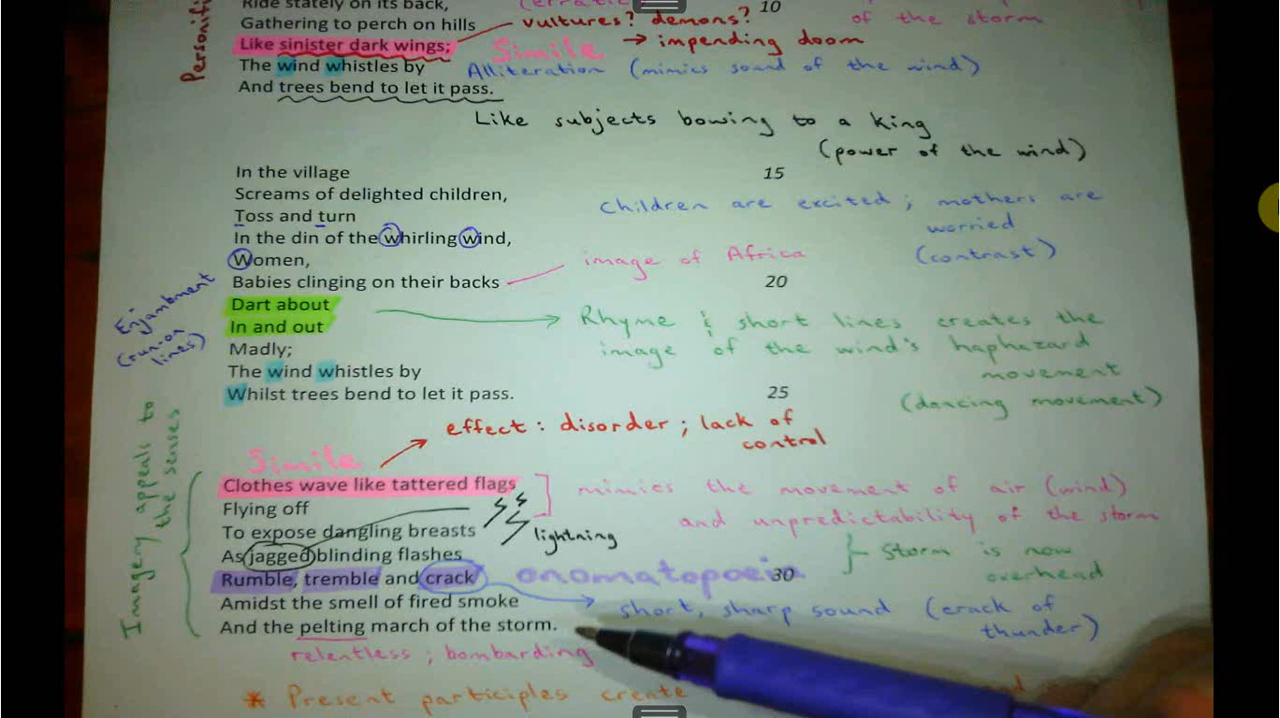 Ride stately on its back,
10
of the storm
Gathering to perch on hills
vultures? demons?
Like sinister dark wings;
Simile
→ impending doom
The wind whistles by
Alliteration (mimics sound of the wind)
And trees bend to let it pass.
Like subjects bowing to a king
(power of the wind)
In the village
15
Screams of delighted children,
Children are excited; mothers are
worried
(contrast)
Toss and turn
In the din of the whirling wind,
Women,
image of Africa
Babies clinging on their backs
20
Enjambment
(run-on
lines)
Dart about
In and out
Rhyme & short lines creates the
image of the wind's haphazard
movement
(dancing movement)
Madly;
The wind whistles by
Whilst trees bend to let it pass.
25
effect: disorder; lack of
control
Imagery appeals to
the senses
Simile
Clothes wave like tattered flags
mimics the movement of air (wind)
and unpredictability of the storm
Flying off
To expose dangling breasts
lightning
As jagged blinding flashes
Storm is now
overhead
Rumble, tremble and crack
onomatopoeia
30
short, sharp sound (crack of
thunder)
Amidst the smell of fired smoke
And the pelting march of the storm.
relentless; bombarding
* Present participles create